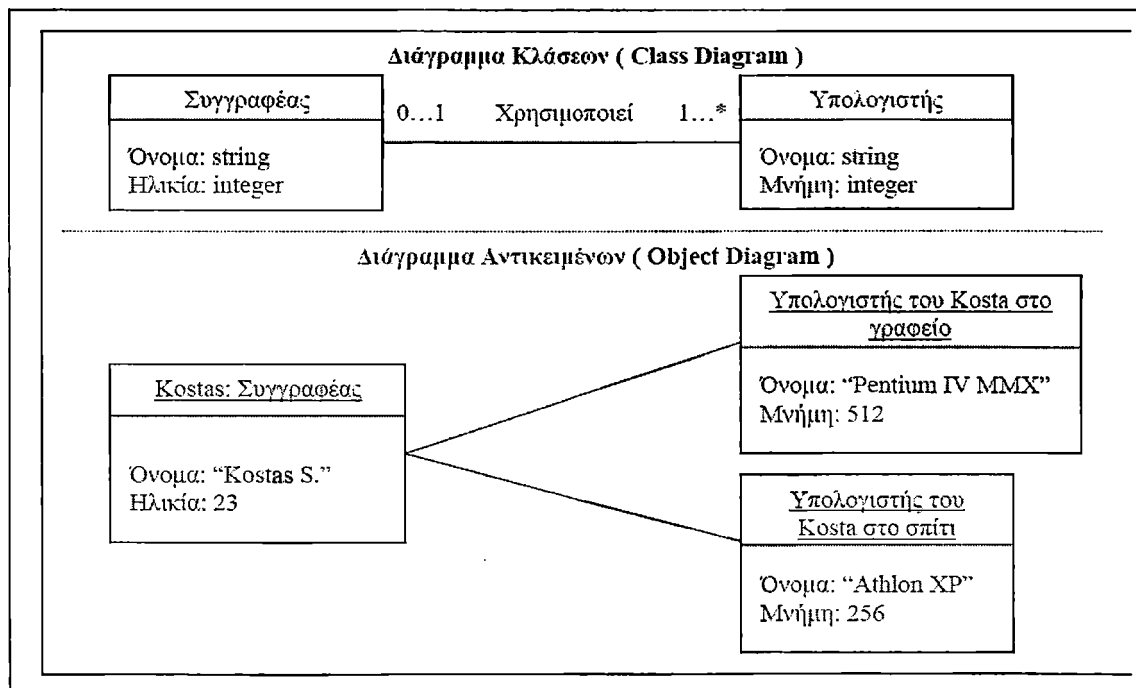 Διάγραμμα Κλάσεων ( Class Diagram )
Συγγραφέας
Όνομα: string
Ηλικία: integer
0…1 Χρησιμοποιεί 1…*
Υπολογιστής
Όνομα: string
Μνήμη: integer
Διάγραμμα Αντικειμένων ( Object Diagram )
Kostas: Συγγραφέας
Όνομα: “Kostas S.”
Ηλικία: 23
Υπολογιστής του Kosta στο
γραφείο
Όνομα: “Pentium IV MMX”
Μνήμη: 512
Υπολογιστής του
Kosta στο σπίτι
Όνομα: “Athlon XP”
Μνήμη: 256